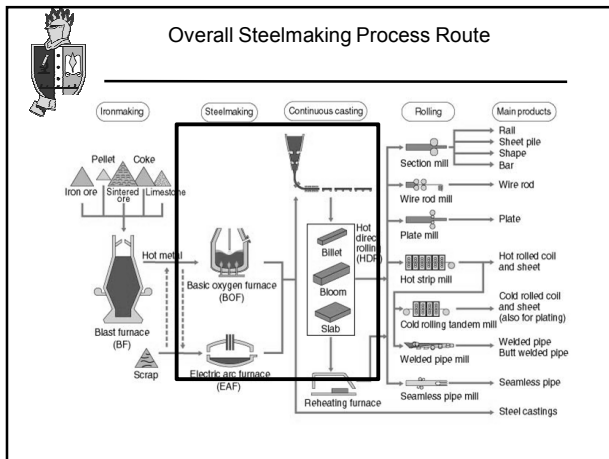 Overall Steelmaking Process Route
Ironmaking
Steelmaking
Continuous casting
Rolling
Main products
Pellet
Coke
Iron ore
Sintered
ore
Limestone
Hot metal
Blast furnace
(BF)
Scrap
Basic oxygen furnace
(BOF)
Electric arc furnace
(EAF)
Hot
direct
rolling
(HDR)
Billet
Bloom
Slab
Reheating furnace
Section mill
Wire rod mill
Plate mill
Hot strip mill
Cold rolling tandem mill
Welded pipe mill
Seamless pipe mill
Rail
Sheet pile
Shape
Bar
Wire rod
Plate
Hot rolled coil
and sheet
Cold rolled coil
and sheet
(also for plating)
Welded pipe
Butt welded pipe
Seamless pipe
Steel castings